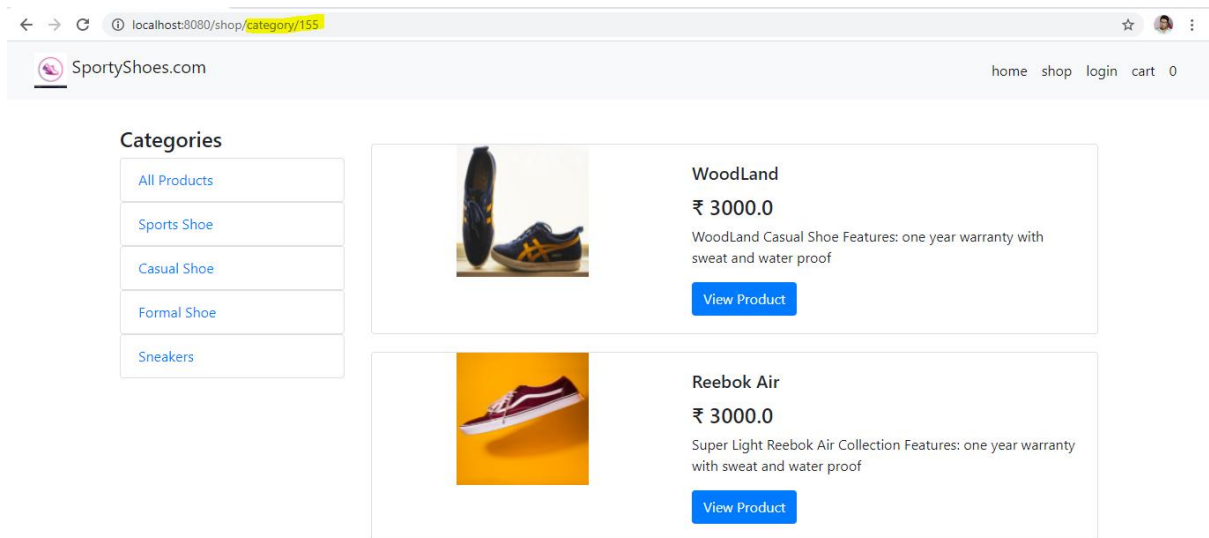 localhost:8080/shop/category/155
SportyShoes.com
home shop login cart 0
Categories
All Products
Sports Shoe
Casual Shoe
Formal Shoe
Sneakers
WoodLand
₹ 3000.0
WoodLand Casual Shoe Features: one year warranty with
sweat and water proof
View Product
Reebok Air
₹ 3000.0
Super Light Reebok Air Collection Features: one year warranty
with sweat and water proof
View Product